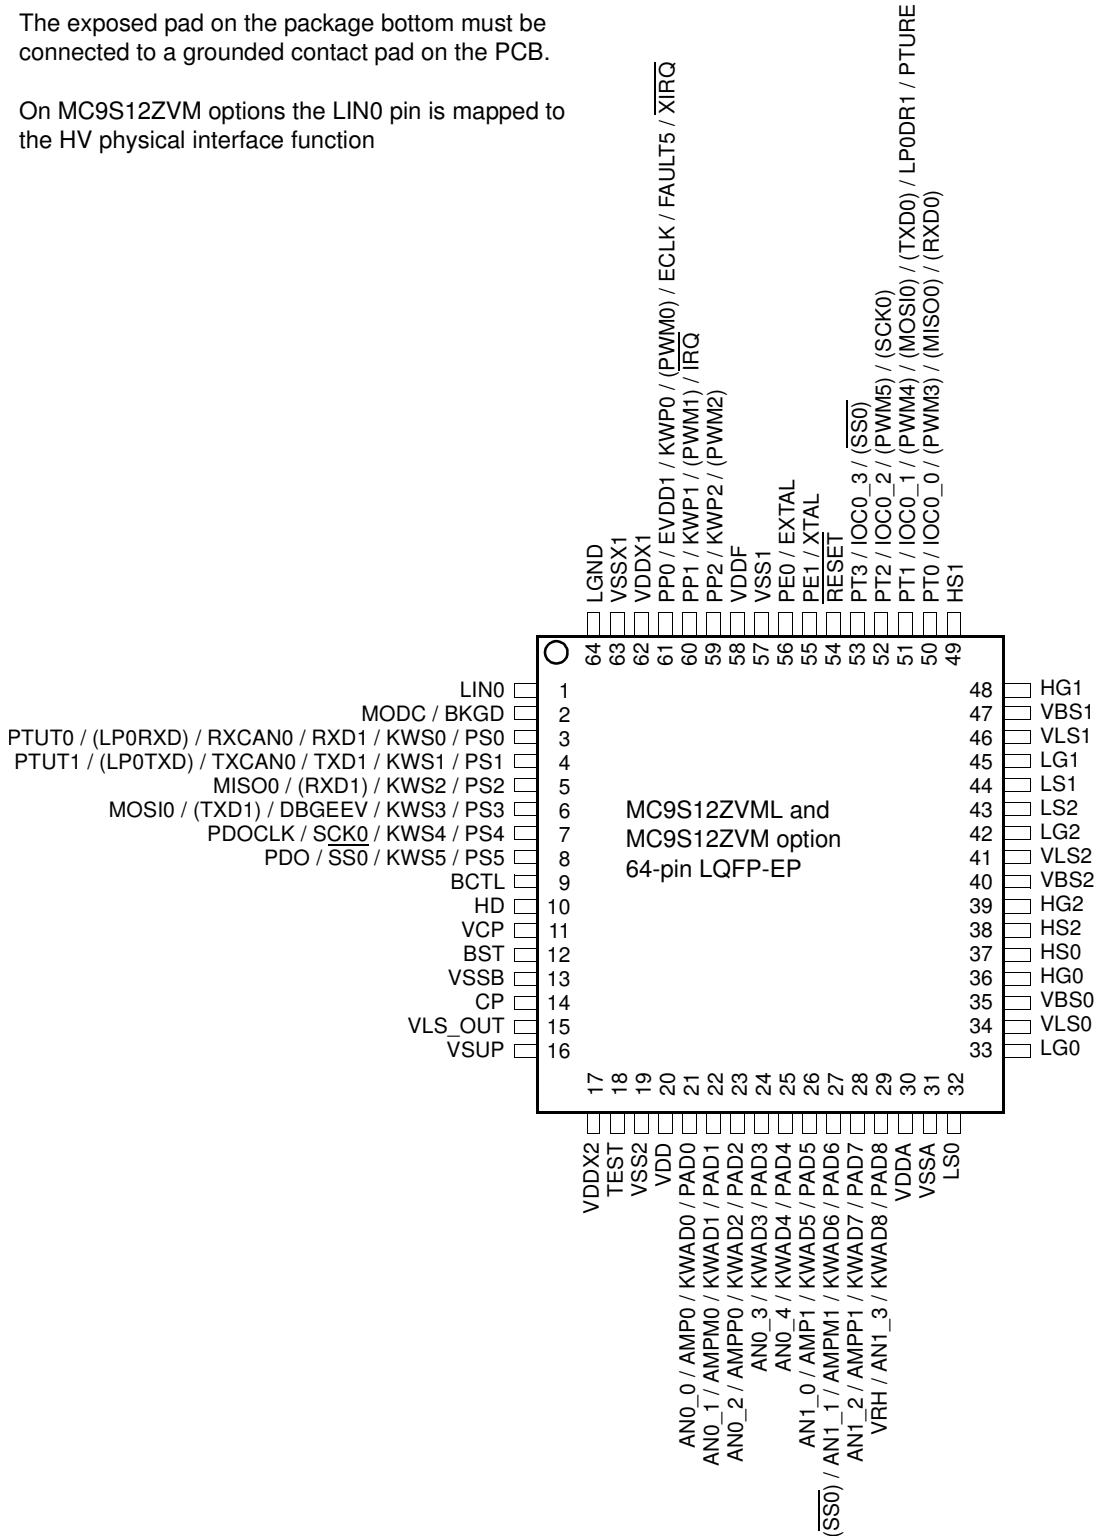 The exposed pad on the package bottom must be
connected to a grounded contact pad on the PCB.
On MC9S12ZVM options the LIN0 pin is mapped to
the HV physical interface function
LGND
VSSX1
VDDX1
PP0 / EVDD1 / KWP0 / (PWM0) / ECLK / FAULT5 / XIRQ
PP1 / KWP1 / (PWM1) / IRQ
PP2 / KWP2 / (PWM2)
VDDF
VSS1
PE0 / EXTAL
PE1 / XTAL
RESET
PT3 / IOC0_3 / (SS0)
PT2 / IOC0_2 / (PWM5) / (SCK0)
PT1 / IOC0_1 / (PWM4) / (MOSI0) / (TXD0) / LP0DR1 / PTURE
PT0 / IOC0_0 / (PWM3) / (MISO0) / (RXD0)
HS1
64 63 62 61 60 59 58 57 56 55 54 53 52 51 50 49
LIN0 1
MODC / BKGD 2
PTUT0 / (LP0RXD) / RXCAN0 / RXD1 / KWS0 / PS0 3
PTUT1 / (LP0TXD) / TXCAN0 / TXD1 / KWS1 / PS1 4
MISO0 / (RXD1) / KWS2 / PS2 5
MOSI0 / (TXD1) / DBGEEV / KWS3 / PS3 6
PDOCLK / SCK0 / KWS4 / PS4 7
PDO / SS0 / KWS5 / PS5 8
BCTL 9
HD 10
VCP 11
BST 12
VSSB 13
CP 14
VLS_OUT 15
VSUP 16
MC9S12ZVML and
MC9S12ZVM option
64-pin LQFP-EP
48 HG1
47 VBS1
46 VLS1
45 LG1
44 LS1
43 LS2
42 LG2
41 VLS2
40 VBS2
39 HG2
38 HS2
37 HS0
36 HG0
35 VBS0
34 VLS0
33 LG0
17 18 19 20 21 22 23 24 25 26 27 28 29 30 31 32
VDDX2
TEST
VSS2
VDD
AN0_0 / AMP0 / KWAD0 / PAD0
AN0_1 / AMPM0 / KWAD1 / PAD1
AN0_2 / AMPP0 / KWAD2 / PAD2
AN0_3 / KWAD3 / PAD3
AN0_4 / KWAD4 / PAD4
AN1_0 / AMP1 / KWAD5 / PAD5
(SS0) / AN1_1 / AMPM1 / KWAD6 / PAD6
AN1_2 / AMPP1 / KWAD7 / PAD7
VRH / AN1_3 / KWAD8 / PAD8
VDDA
VSSA
LS0